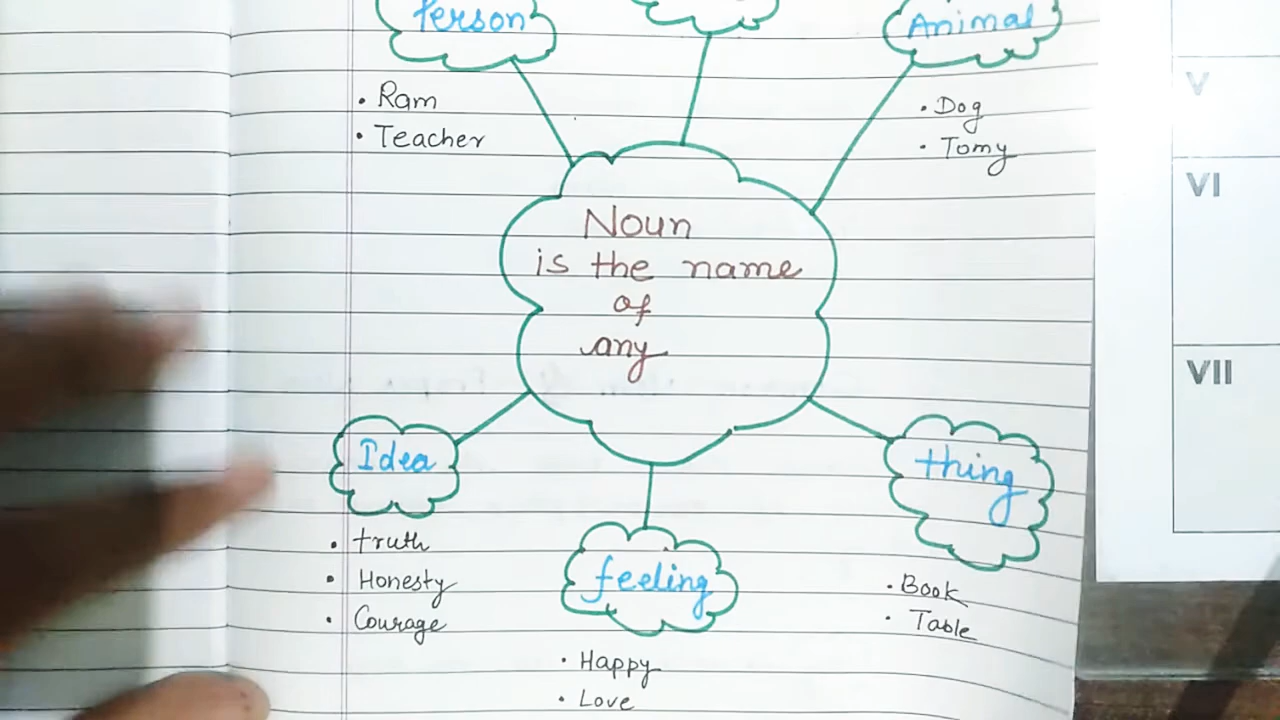 Person
Animal
• Ram
• Teacher
• Dog
• Tomy
Noun
is the name
of
any
Idea
• truth
• Honesty
• Courage
feeling
• Happy
• Love
thing
• Book
• Table
V
VI
VII